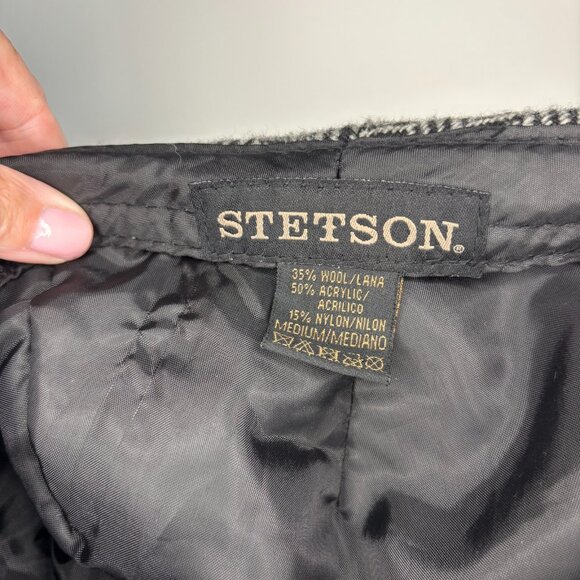 STETSON®
35% WOOL/LANA
50% ACRYLIC/
ACRILICO
15% NYLON/NILON
MEDIUM/MEDIANO